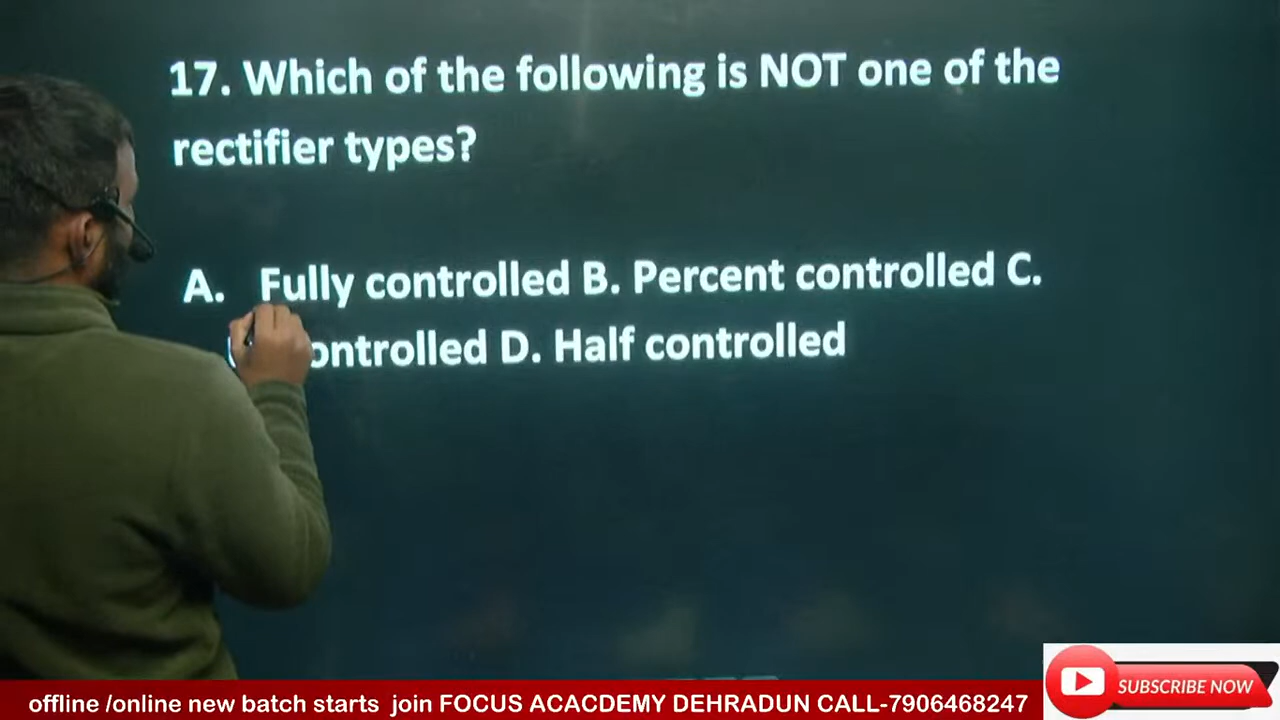 17. Which of the following is NOT one of the
rectifier types?
A. Fully controlled B. Percent controlled C.
D. Half controlled
offline /online new batch starts join FOCUS ACACDEMY DEHRADUN CALL-7906468247
SUBSCRIBE NOW